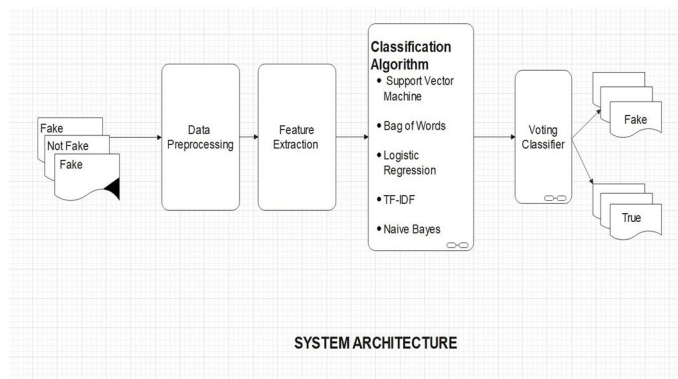 Fake
Not Fake
Fake
Data
Preprocessing
Feature
Extraction
Classification
Algorithm
• Support Vector
Machine
• Bag of Words
• Logistic
Regression
• TF-IDF
• Naive Bayes
Voting
Classifier
Fake
True
SYSTEM ARCHITECTURE